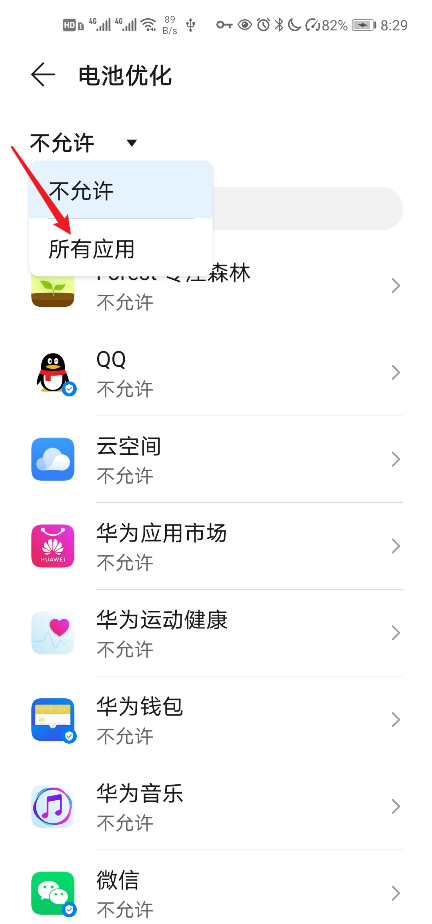 HD 4G 4G 89 B/s 82% 8:29
电池优化
不允许
不允许
所有应用
Forest 专注森林
不允许
QQ
不允许
云空间
不允许
HUAWEI
华为应用市场
不允许
华为运动健康
不允许
华为钱包
不允许
华为音乐
不允许
微信
不允许